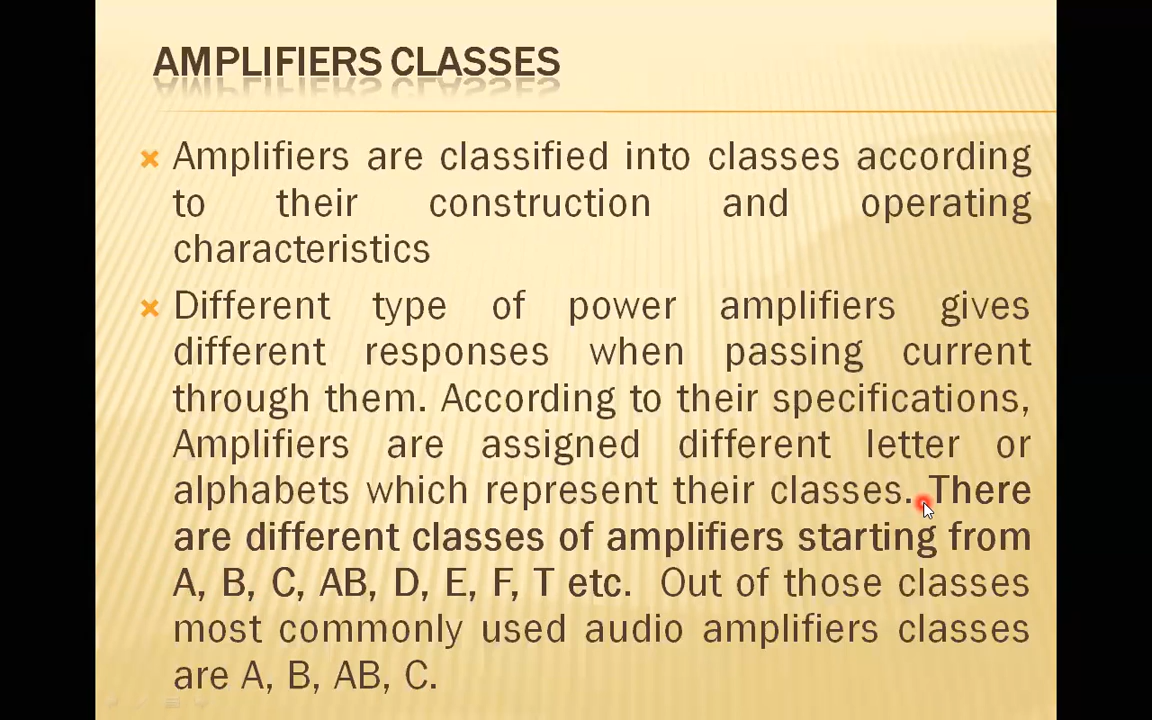 AMPLIFIERS CLASSES
Amplifiers are classified into classes according
to their construction and operating
characteristics
Different type of power amplifiers gives
different responses when passing current
through them. According to their specifications,
Amplifiers are assigned different letter or
alphabets which represent their classes. There
are different classes of amplifiers starting from
A, B, C, AB, D, E, F, T etc. Out of those classes
most commonly used audio amplifiers classes
are A, B, AB, C.